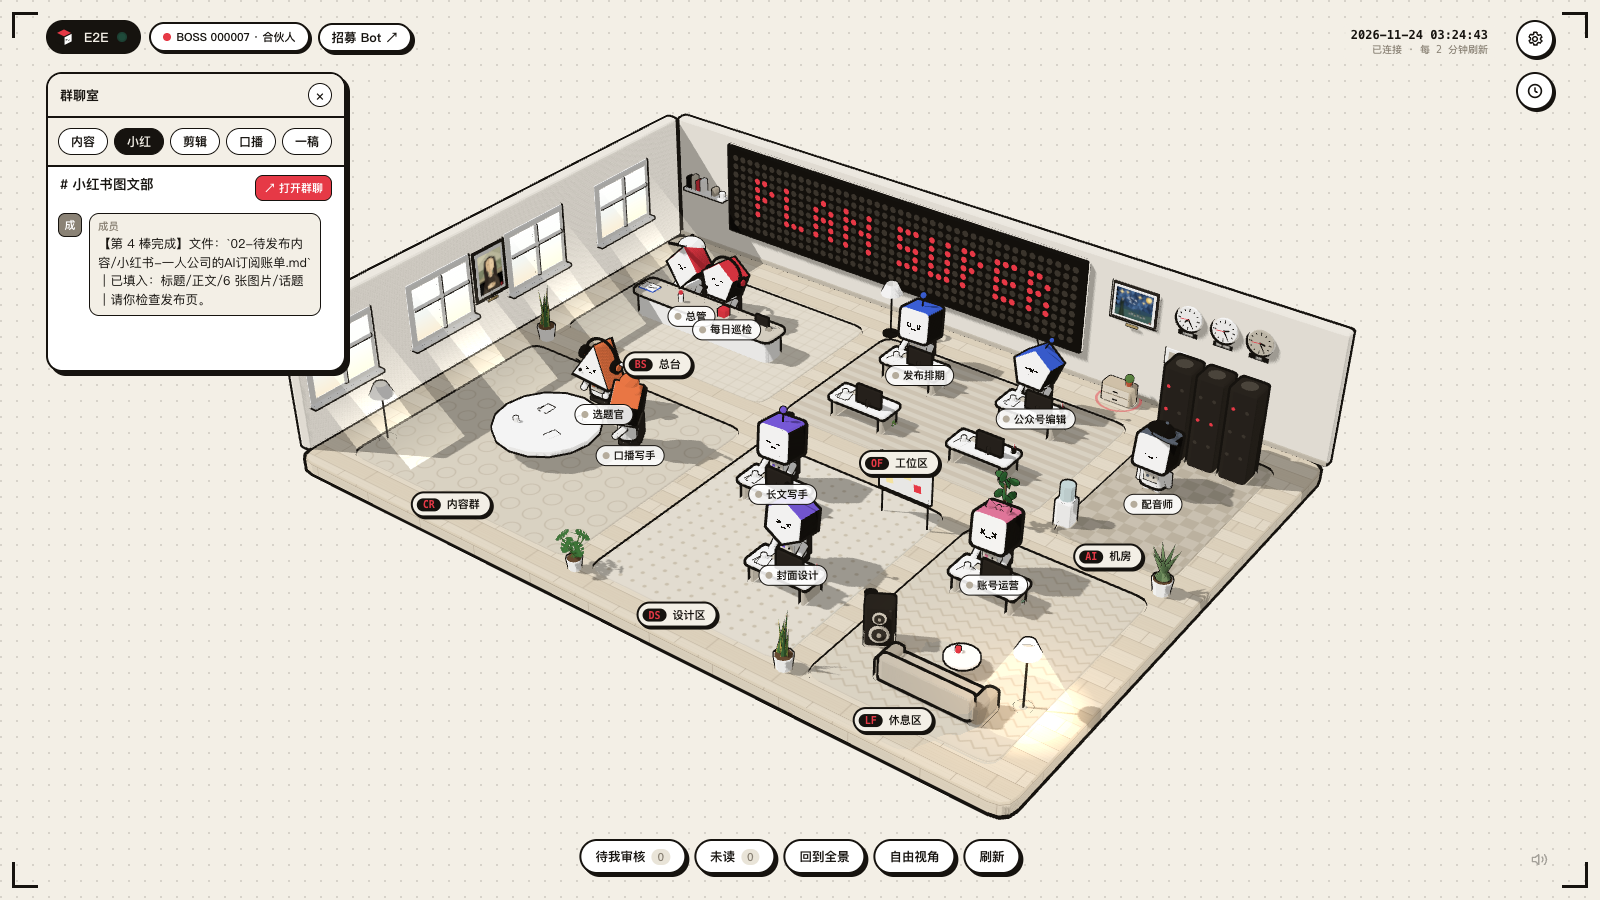 E2E
BOSS 000007 · 合伙人
招募 Bot ↗
2026-11-24 03:24:43
已连接 · 每 2 分钟刷新
群聊室
×
内容 小红 剪辑 口播 一稿
# 小红书图文部
↗ 打开群聊
成
成员
【第 4 棒完成】文件：`02-待发布内
容/小红书-一人公司的AI订阅账单.md`
｜已填入：标题/正文/6 张图片/话题
｜请你检查发布页。
PLAN SUPER
总管
每日巡检
BS 总台
发布排期
选题官
公众号编辑
口播写手
OF 工位区
长文写手
CR 内容群
配音师
AI 机房
封面设计
账号运营
DS 设计区
LF 休息区
待我审核 0
未读 0
回到全景
自由视角
刷新